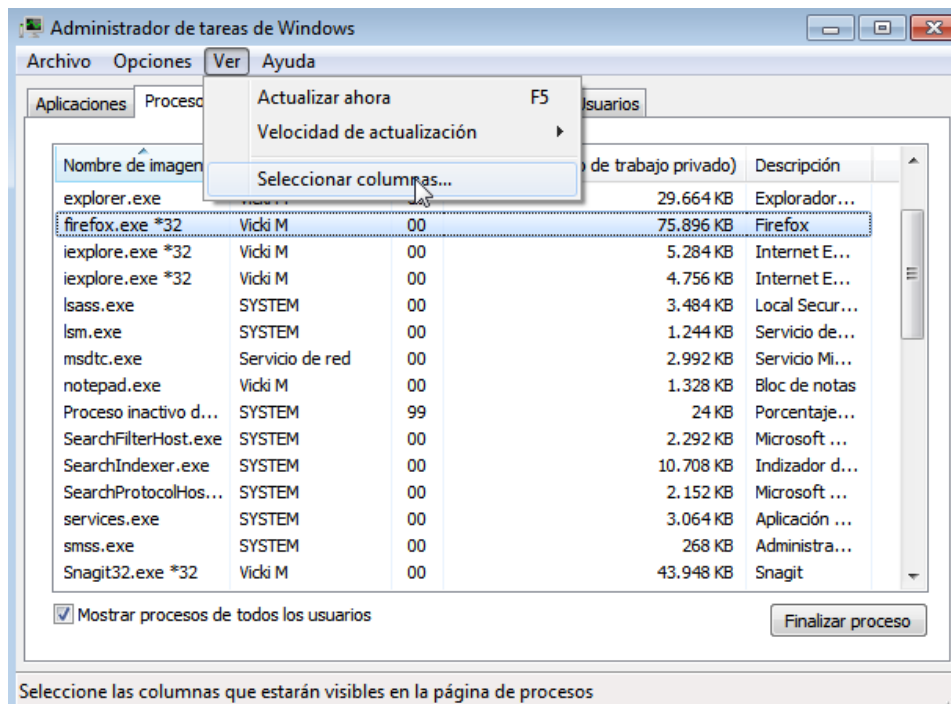 Administrador de tareas de Windows
Archivo Opciones Ver Ayuda
Aplicaciones Proceso Usuarios
Actualizar ahora F5
Velocidad de actualización
Seleccionar columnas...
Nombre de imagen de trabajo privado) Descripción
explorer.exe 29.664 KB Explorador...
firefox.exe *32 Vicki M 00 75.896 KB Firefox
iexplore.exe *32 Vicki M 00 5.284 KB Internet E...
iexplore.exe *32 Vicki M 00 4.756 KB Internet E...
lsass.exe SYSTEM 00 3.484 KB Local Secur...
lsm.exe SYSTEM 00 1.244 KB Servicio de...
msdtc.exe Servicio de red 00 2.992 KB Servicio Mi...
notepad.exe Vicki M 00 1.328 KB Bloc de notas
Proceso inactivo d... SYSTEM 99 24 KB Porcentaje...
SearchFilterHost.exe SYSTEM 00 2.292 KB Microsoft ...
SearchIndexer.exe SYSTEM 00 10.708 KB Indizador d...
SearchProtocolHos... SYSTEM 00 2.152 KB Microsoft ...
services.exe SYSTEM 00 3.064 KB Aplicación ...
smss.exe SYSTEM 00 268 KB Administra...
Snagit32.exe *32 Vicki M 00 43.948 KB Snagit
Mostrar procesos de todos los usuarios
Finalizar proceso
Seleccione las columnas que estarán visibles en la página de procesos